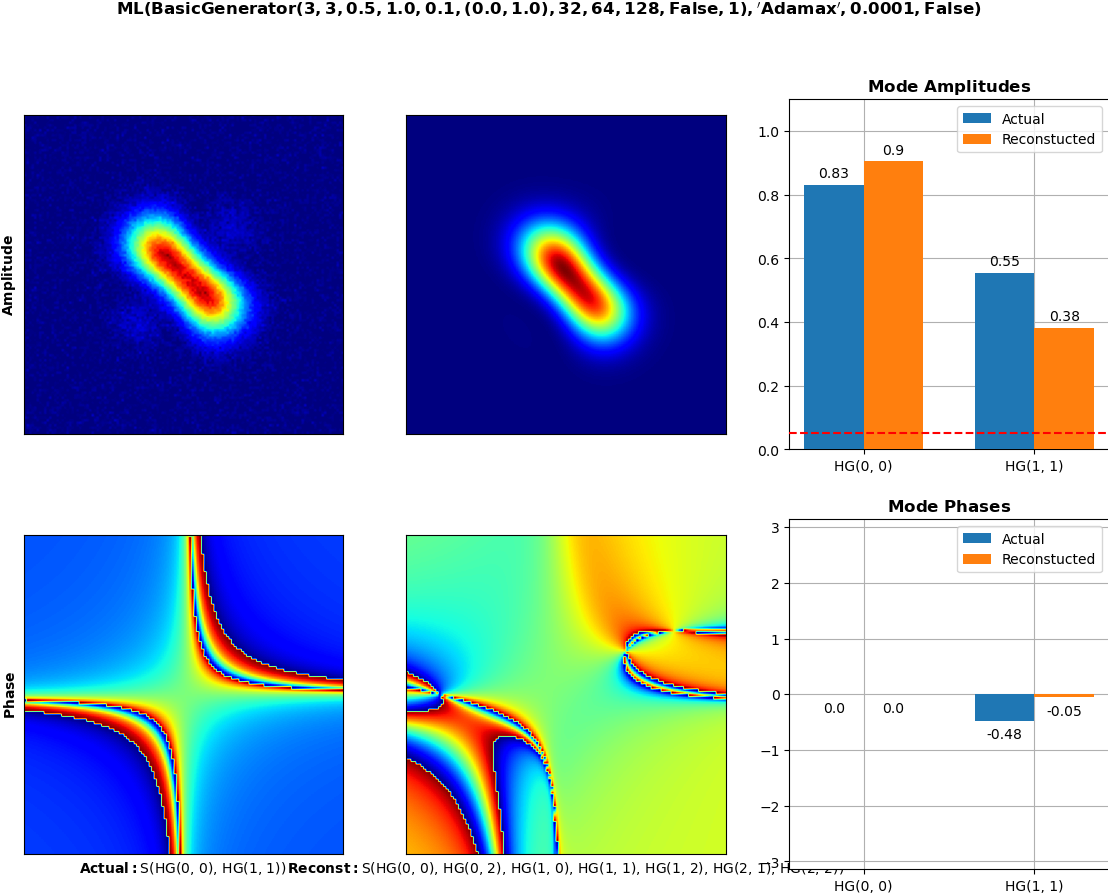 ML(BasicGenerator(3, 3, 0.5, 1.0, 0.1, (0.0, 1.0), 32, 64, 128, False, 1), ′Adamax′, 0.0001, False)
Amplitude
Mode Amplitudes
Actual
Reconstucted
1.0
0.8
0.6
0.4
0.2
0.0
0.83
0.9
0.55
0.38
HG(0, 0)
HG(1, 1)
Phase
Mode Phases
Actual
Reconstucted
3
2
1
0
−1
−2
−3
0.0
0.0
-0.48
-0.05
HG(0, 0)
HG(1, 1)
Actual: S(HG(0, 0), HG(1, 1)) Reconst: S(HG(0, 0), HG(0, 2), HG(1, 0), HG(1, 1), HG(1, 2), HG(2, 1), HG(2, 2))